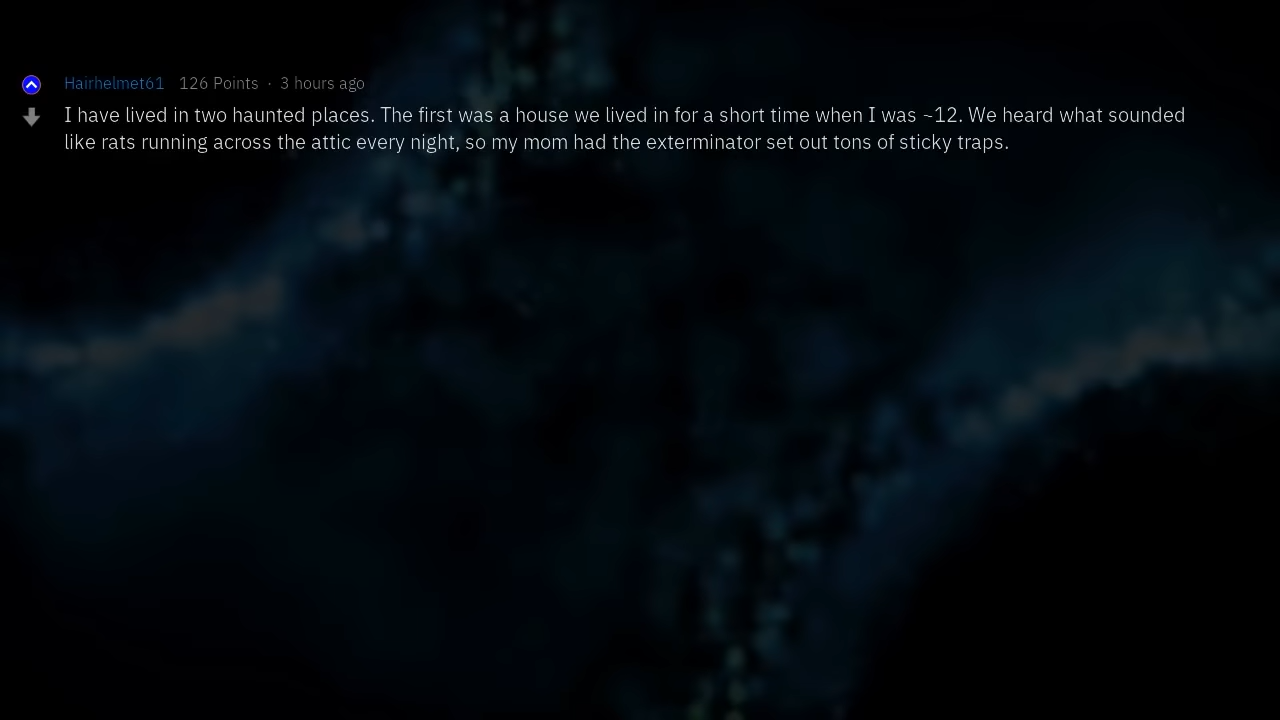 Hairhelmet61 126 Points · 3 hours ago
I have lived in two haunted places. The first was a house we lived in for a short time when I was ~12. We heard what sounded
like rats running across the attic every night, so my mom had the exterminator set out tons of sticky traps.